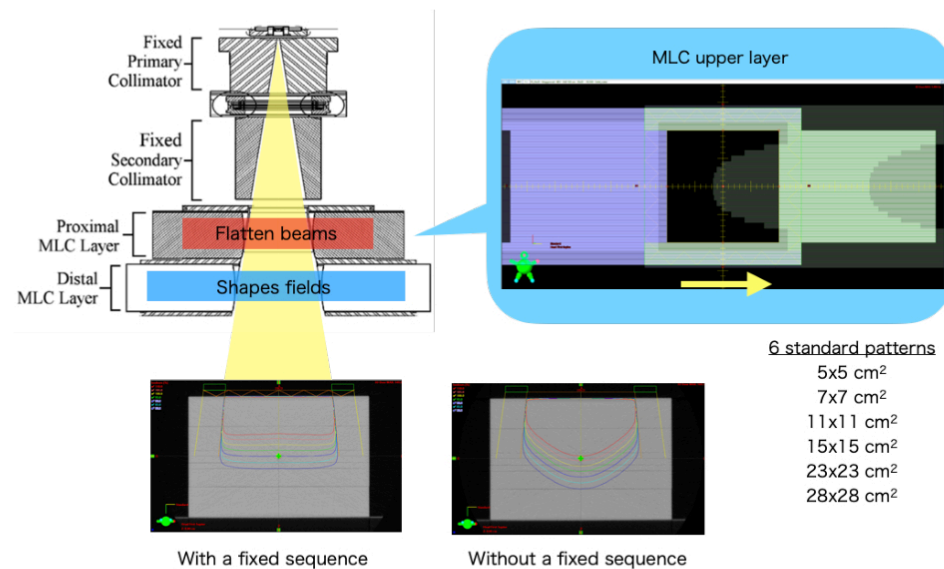 Fixed
Primary
Collimator
Fixed
Secondary
Collimator
Proximal
MLC Layer
Distal
MLC Layer
Flatten beams
Shapes fields
MLC upper layer
6 standard patterns
5x5 cm²
7x7 cm²
11x11 cm²
15x15 cm²
23x23 cm²
28x28 cm²
With a fixed sequence
Without a fixed sequence